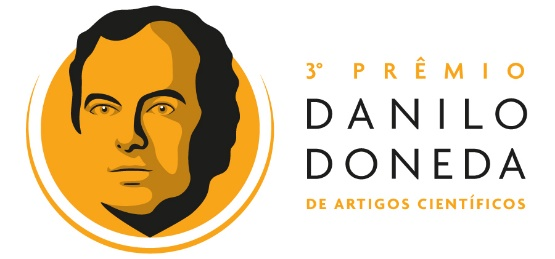 3º PRÊMIO
DANILO
DONEDA
DE ARTIGOS CIENTÍFICOS